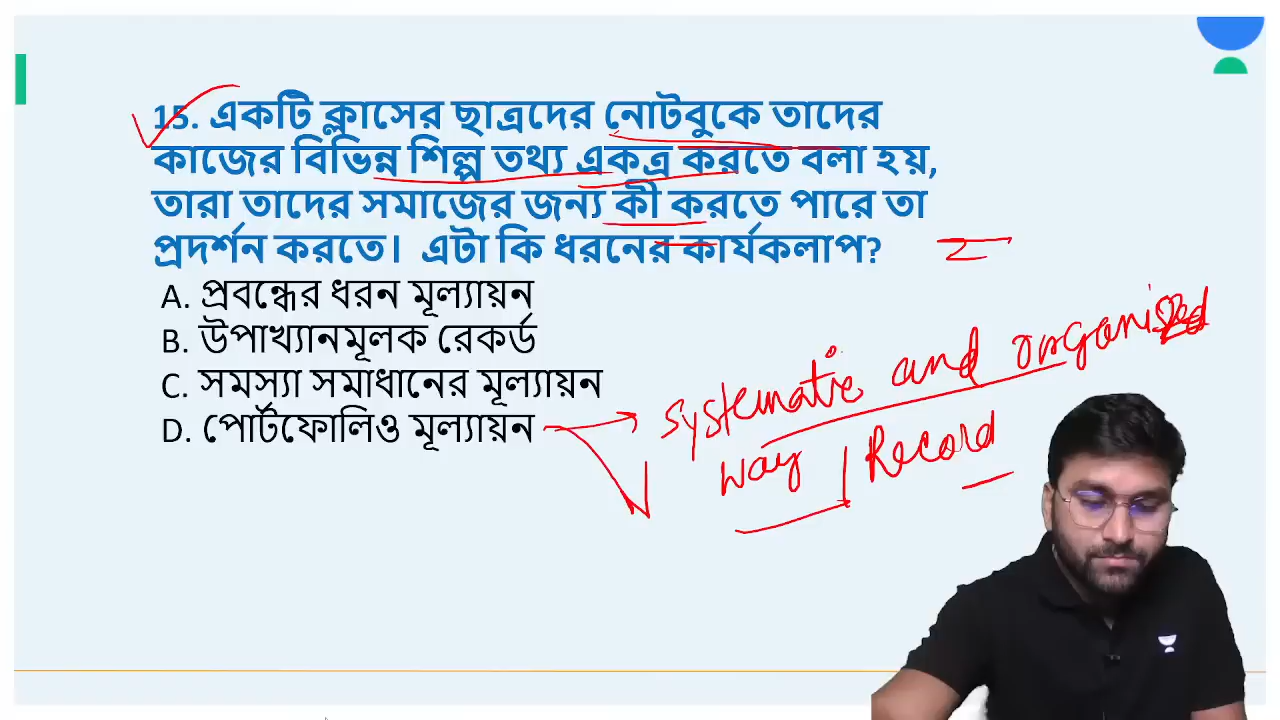 15. একটি ক্লাসের ছাত্রদের নোটবুকে তাদের
কাজের বিভিন্ন শিল্প তথ্য একত্র করতে বলা হয়,
তারা তাদের সমাজের জন্য কী করতে পারে তা
প্রদর্শন করতে। এটা কি ধরনের কার্যকলাপ?
A. প্রবন্ধের ধরন মূল্যায়ন
B. উপাখ্যানমূলক রেকর্ড
C. সমস্যা সমাধানের মূল্যায়ন
D. পোর্টফোলিও মূল্যায়ন
systematic and organised
way / Record